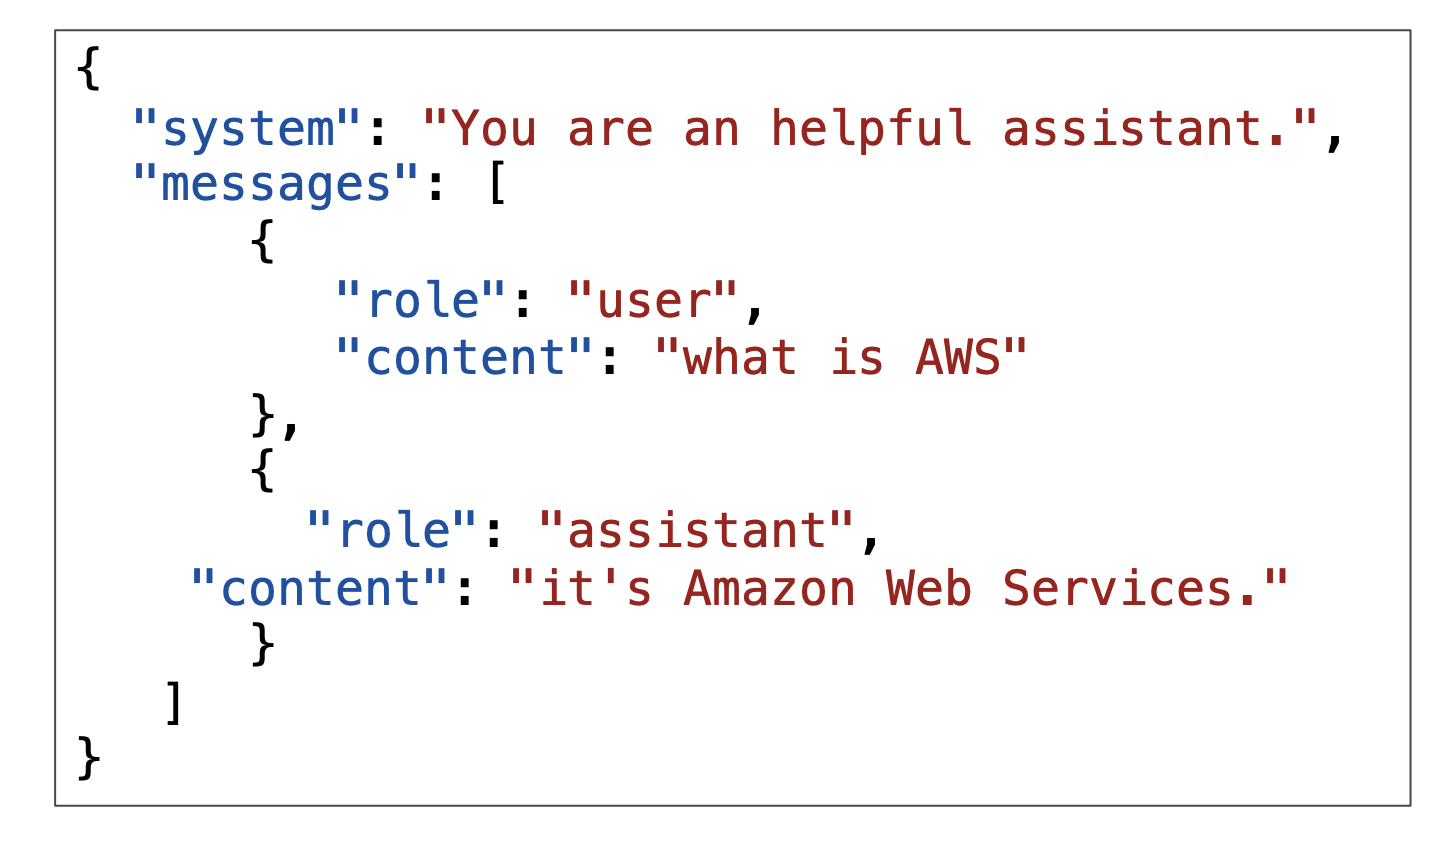 {
  "system": "You are an helpful assistant.",
  "messages": [
      {
         "role": "user",
         "content": "what is AWS"
      },
      {
        "role": "assistant",
    "content": "it's Amazon Web Services."
      }
   ]
}